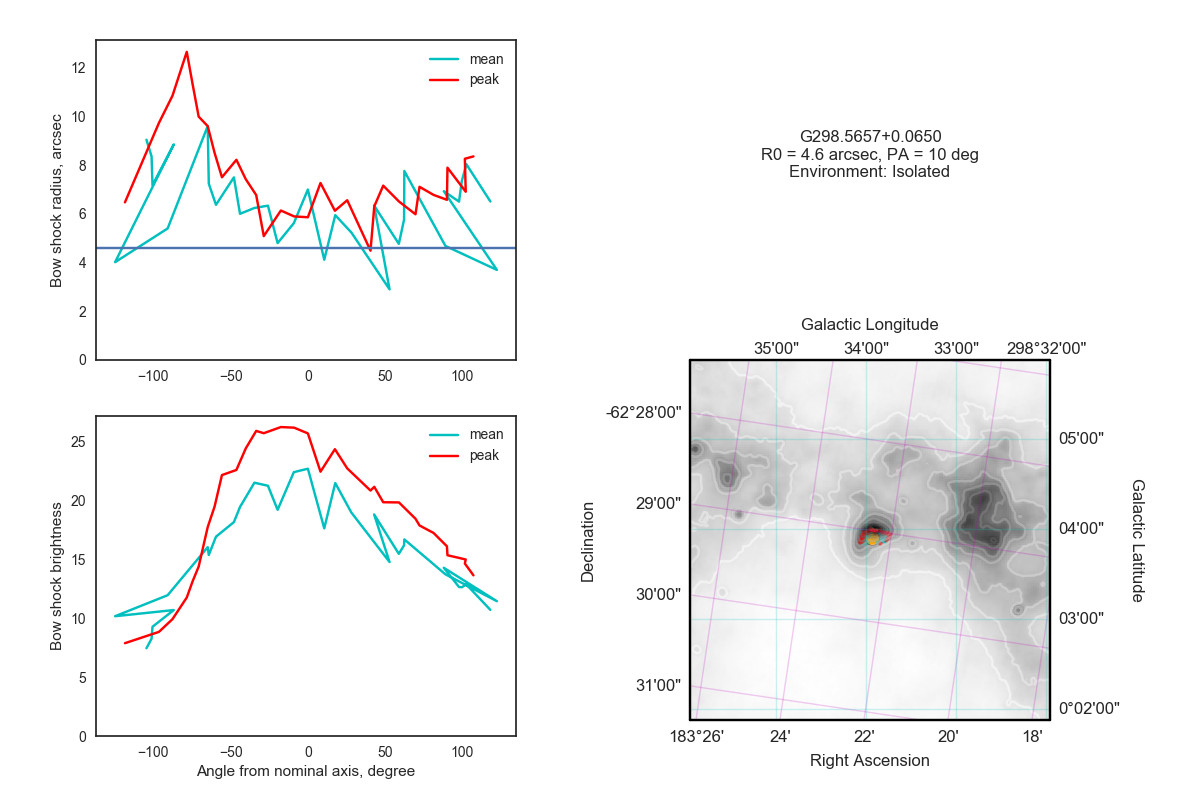 12
10
8
6
4
2
0
Bow shock radius, arcsec
mean
peak
−100
−50
0
50
100
25
20
15
10
5
0
Bow shock brightness
mean
peak
−100
−50
0
50
100
Angle from nominal axis, degree
G298.5657+0.0650
R0 = 4.6 arcsec, PA = 10 deg
Environment: Isolated
Galactic Longitude
35'00" 34'00" 33'00" 298°32'00"
-62°28'00"
29'00"
30'00"
31'00"
Declination
05'00"
04'00"
03'00"
0°02'00"
Galactic Latitude
183°26' 24' 22' 20' 18'
Right Ascension